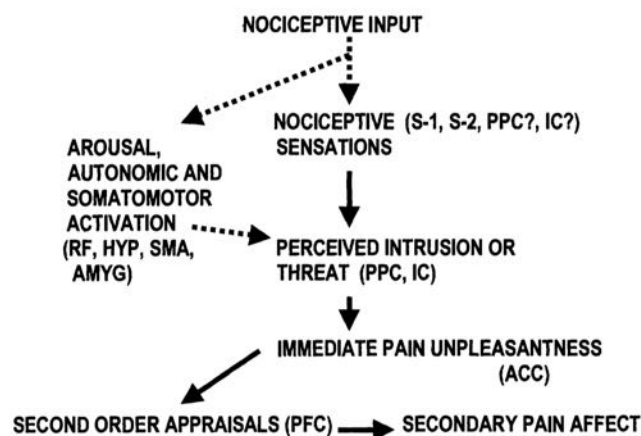 NOCICEPTIVE INPUT
NOCICEPTIVE (S-1, S-2, PPC?, IC?)
SENSATIONS
AROUSAL,
AUTONOMIC AND
SOMATOMOTOR
ACTIVATION
(RF, HYP, SMA,
AMYG)
PERCEIVED INTRUSION OR
THREAT (PPC, IC)
IMMEDIATE PAIN UNPLEASANTNESS
(ACC)
SECOND ORDER APPRAISALS (PFC)
SECONDARY PAIN AFFECT